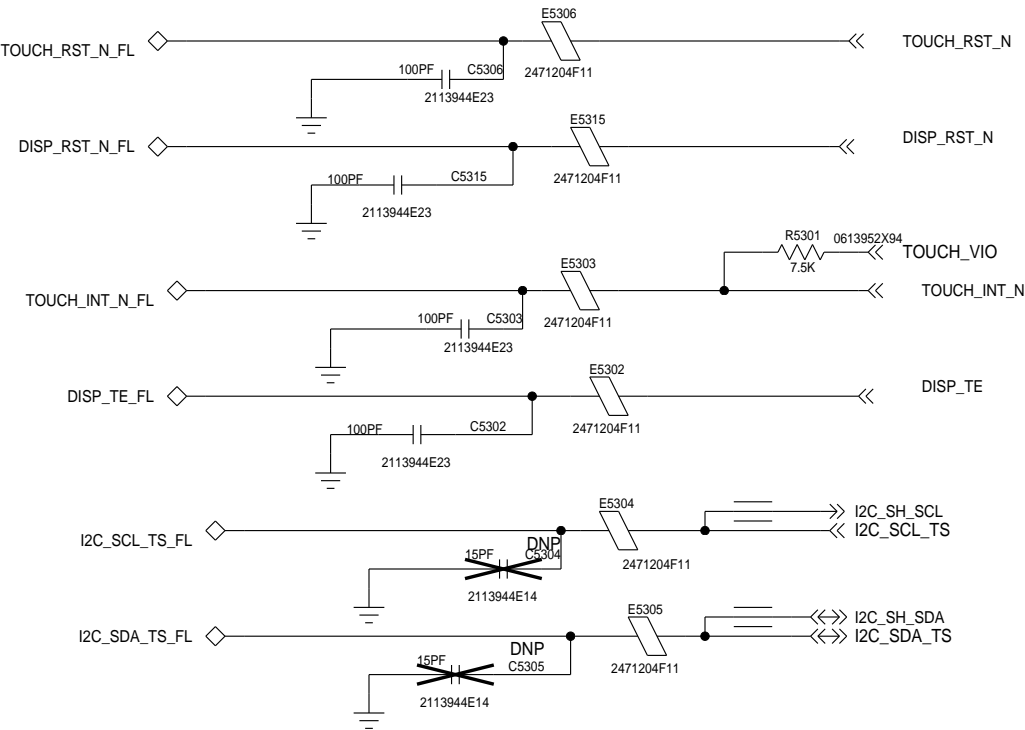 E5306
TOUCH_RST_N_FL
TOUCH_RST_N
100PF
C5306
2471204F11
2113944E23
E5315
DISP_RST_N_FL
DISP_RST_N
100PF
C5315
2471204F11
2113944E23
R5301
0613952X94
TOUCH_VIO
7.5K
E5303
TOUCH_INT_N_FL
TOUCH_INT_N
100PF
C5303
2471204F11
2113944E23
E5302
DISP_TE_FL
DISP_TE
100PF
C5302
2471204F11
2113944E23
E5304
I2C_SH_SCL
I2C_SCL_TS_FL
I2C_SCL_TS
DNP
15PF
C5304
2471204F11
2113944E14
E5305
I2C_SH_SDA
I2C_SDA_TS_FL
I2C_SDA_TS
DNP
15PF
C5305
2471204F11
2113944E14